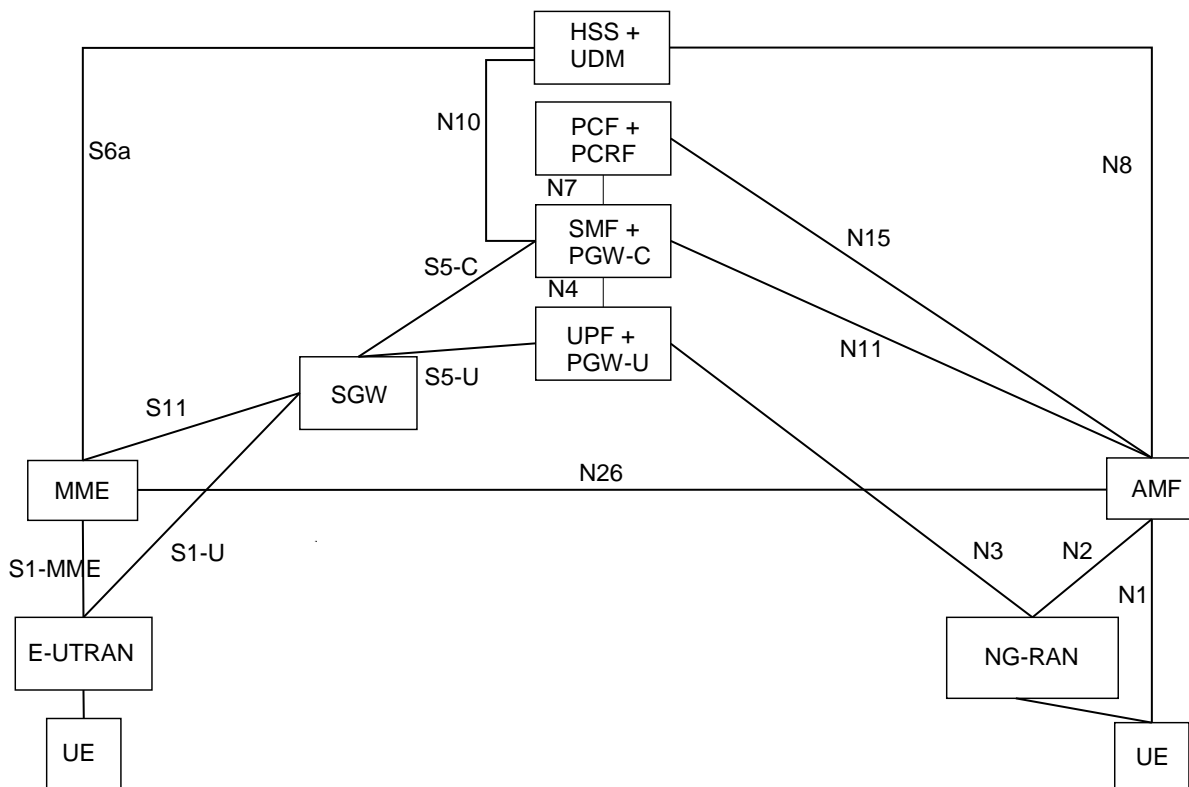 HSS +
UDM
N10
PCF +
PCRF
S6a
N8
N7
SMF +
PGW-C
N15
S5-C
N4
UPF +
PGW-U
N11
S5-U
SGW
S11
N26
MME
AMF
S1-U
N3
N2
S1-MME
N1
E-UTRAN
NG-RAN
UE
UE